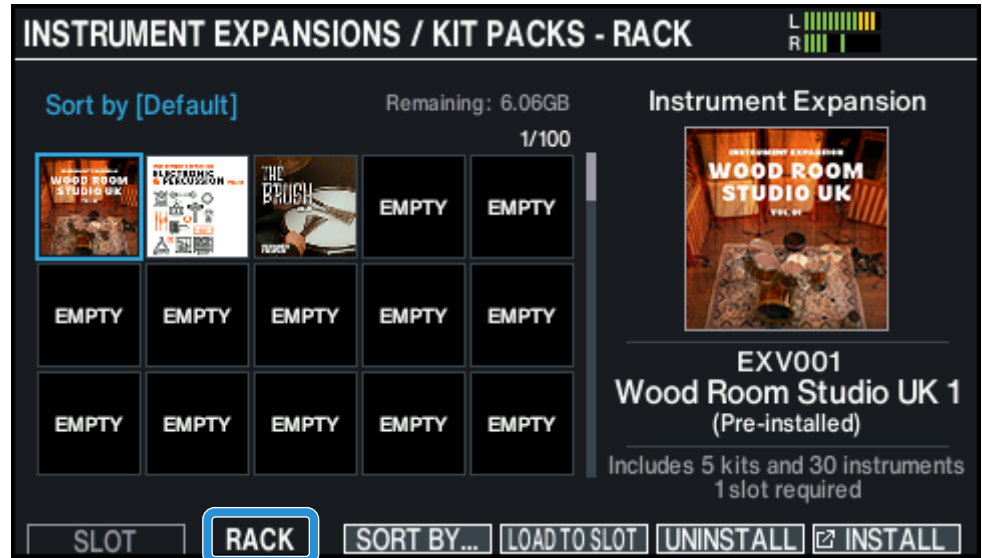 INSTRUMENT EXPANSIONS / KIT PACKS - RACK
L
R
Sort by [Default]
Remaining: 6.06GB
1/100
WOOD ROOM
STUDIO UK
ELECTRONIC
& PERCUSSION
THE
BRUSH
EMPTY
EMPTY
EMPTY
EMPTY
EMPTY
EMPTY
EMPTY
EMPTY
EMPTY
EMPTY
EMPTY
EMPTY
Instrument Expansion
INSTRUMENT EXPANSION
WOOD ROOM
STUDIO UK
VOL.01
EXV001
Wood Room Studio UK 1
(Pre-installed)
Includes 5 kits and 30 instruments
1 slot required
SLOT
RACK
SORT BY...
LOAD TO SLOT
UNINSTALL
INSTALL